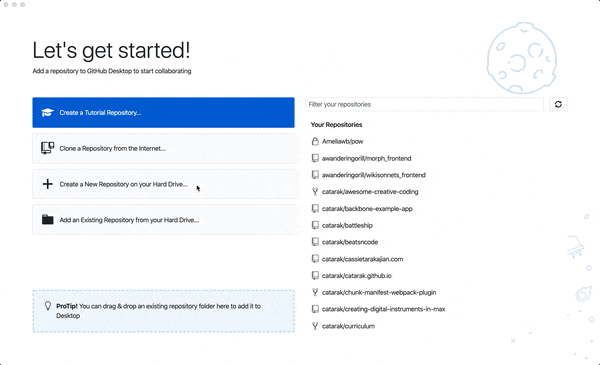 Let's get started!
Add a repository to GitHub Desktop to start collaborating
Create a Tutorial Repository...
Clone a Repository from the Internet...
Create a New Repository on your Hard Drive...
Add an Existing Repository from your Hard Drive...
ProTip! You can drag & drop an existing repository folder here to add it to
Desktop
Filter your repositories
Your Repositories
Ameliawb/pow
awanderingorill/morph_frontend
awanderingorill/wikisonnets_frontend
catarak/awesome-creative-coding
catarak/backbone-example-app
catarak/battleship
catarak/beatsncode
catarak/cassietarakajian.com
catarak/catarak.github.io
catarak/chunk-manifest-webpack-plugin
catarak/creating-digital-instruments-in-max
catarak/curriculum